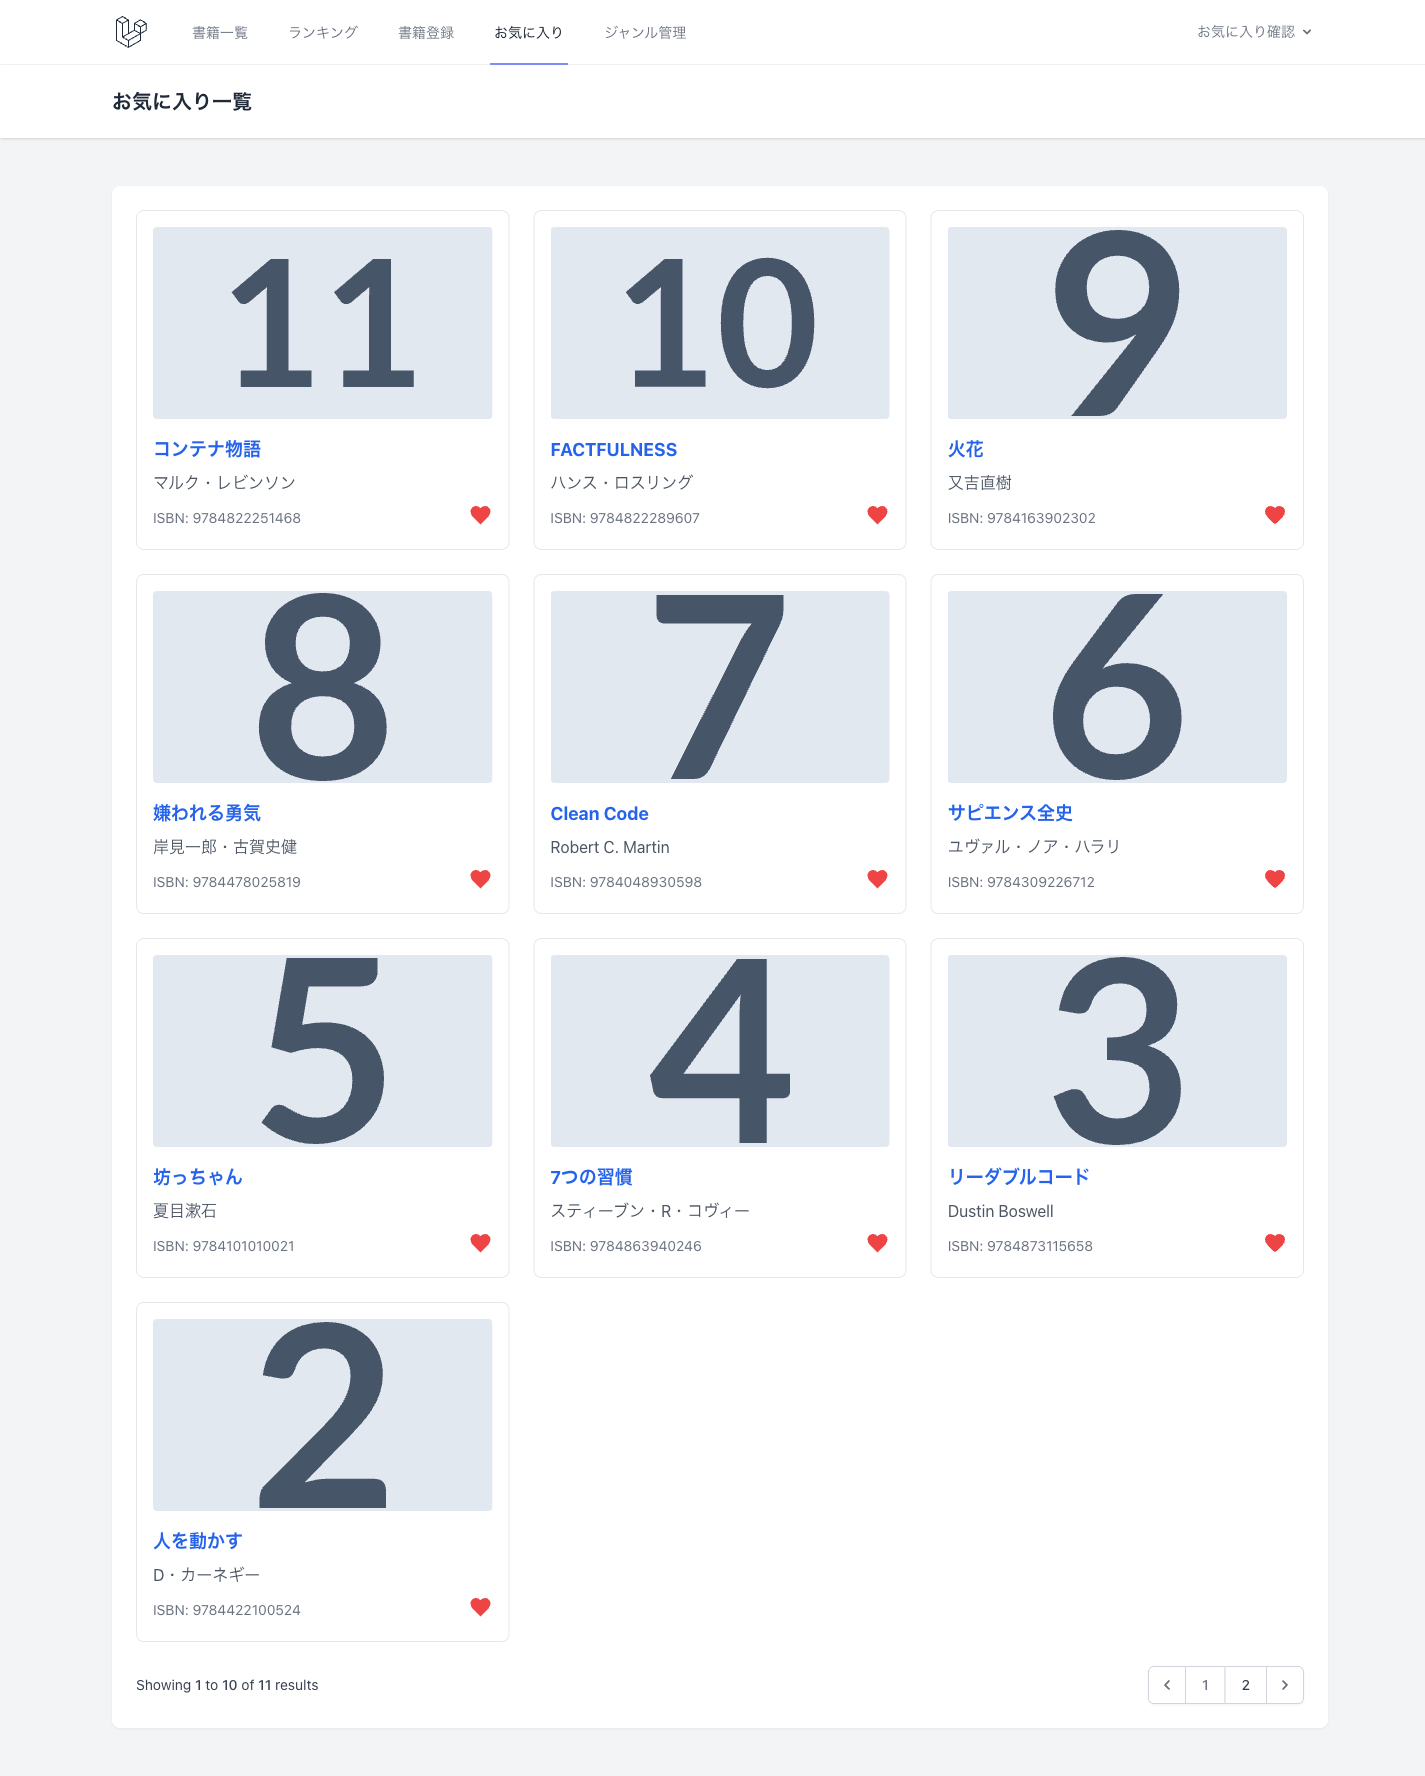 書籍一覧 ランキング 書籍登録 お気に入り ジャンル管理 お気に入り確認
お気に入り一覧
11 10 9
コンテナ物語 FACTFULNESS 火花
マルク・レビンソン ハンス・ロスリング 又吉直樹
ISBN: 9784822251468 ISBN: 9784822289607 ISBN: 9784163902302
8 7 6
嫌われる勇気 Clean Code サピエンス全史
岸見一郎・古賀史健 Robert C. Martin ユヴァル・ノア・ハラリ
ISBN: 9784478025819 ISBN: 9784048930598 ISBN: 9784309226712
5 4 3
坊っちゃん 7つの習慣 リーダブルコード
夏目漱石 スティーブン・R・コヴィー Dustin Boswell
ISBN: 9784101010021 ISBN: 9784863940246 ISBN: 9784873115658
2
人を動かす
D・カーネギー
ISBN: 9784422100524
Showing 1 to 10 of 11 results 1 2